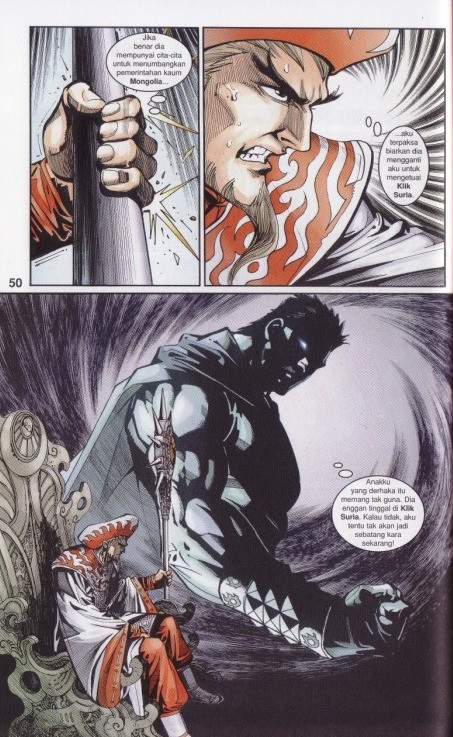 Jika
benar dia
mempunyai cita-cita
untuk menumbangkan
pemerintahan kaum
Mongolia...
...aku
terpaksa
biarkan dia
mengganti
aku untuk
mengetuai
Klik
Suria.
50
Anakku
yang derhaka itu
memang tak guna. Dia
enggan tinggal di Klik
Suria. Kalau tidak, aku
tentu tak akan jadi
sebatang kara
sekarang!